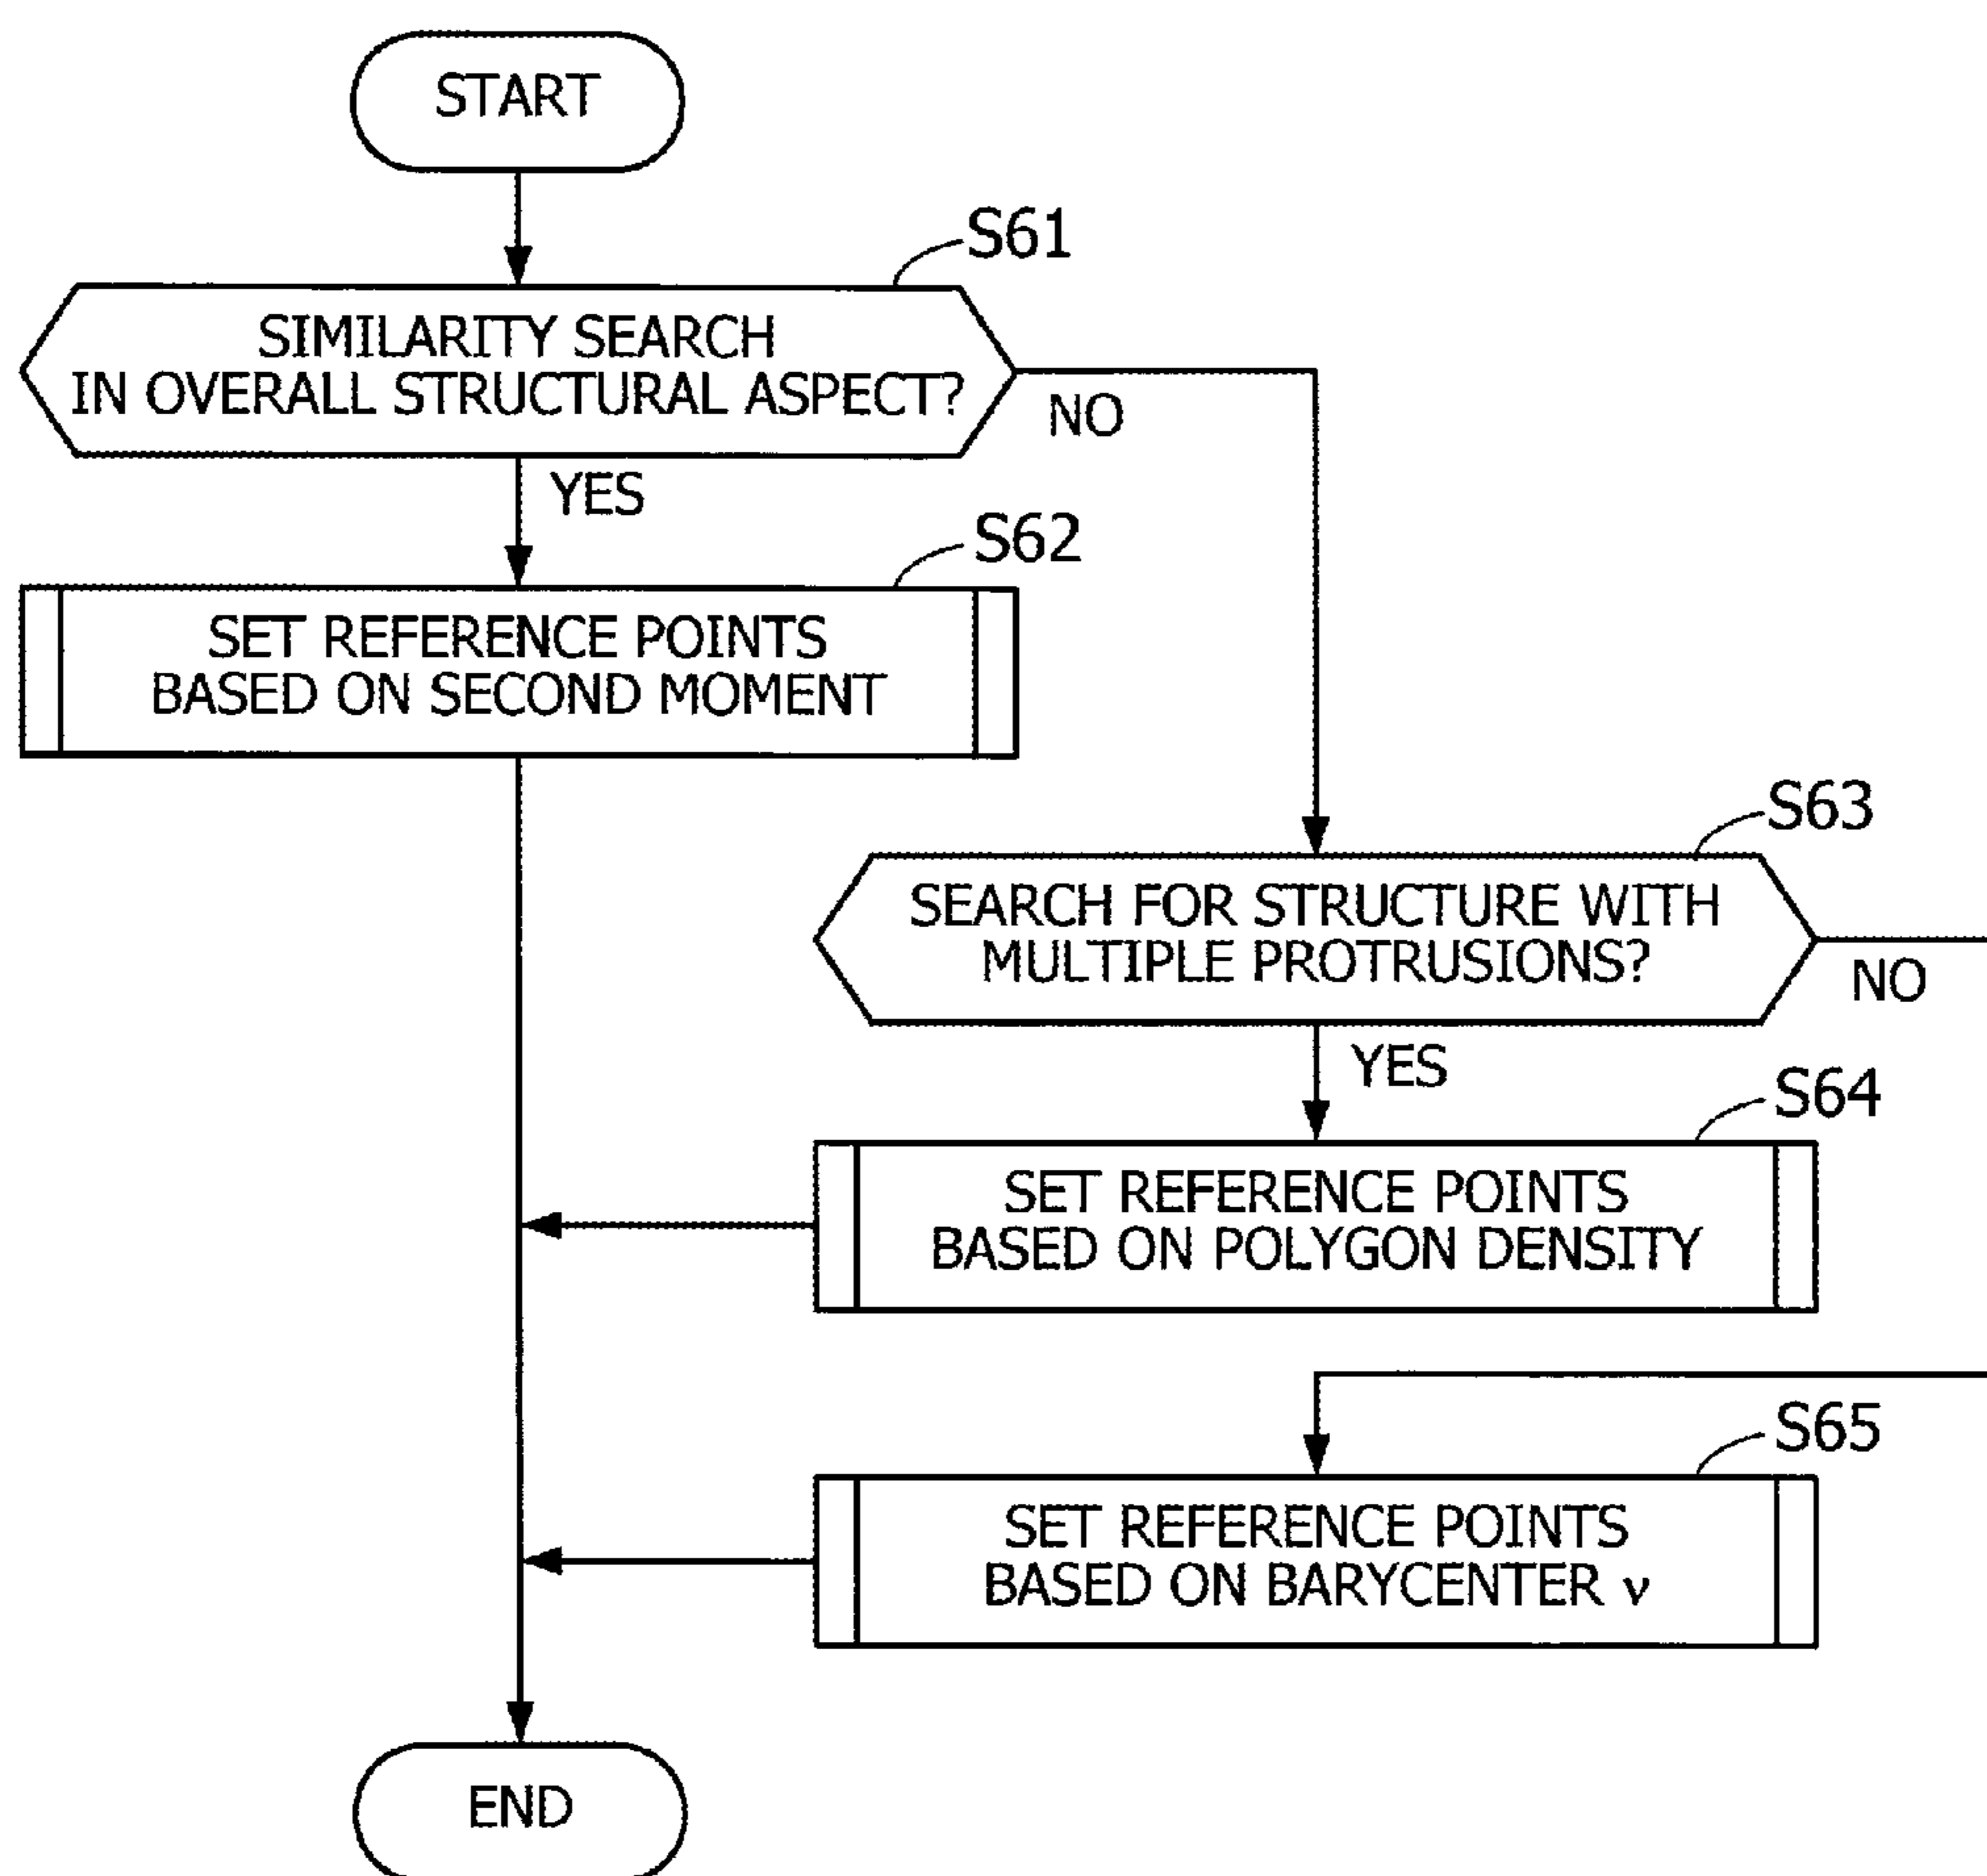 START
S61
SIMILARITY SEARCH
IN OVERALL STRUCTURAL ASPECT?
NO
YES
S62
SET REFERENCE POINTS
BASED ON SECOND MOMENT
S63
SEARCH FOR STRUCTURE WITH
MULTIPLE PROTRUSIONS?
NO
YES
S64
SET REFERENCE POINTS
BASED ON POLYGON DENSITY
S65
SET REFERENCE POINTS
BASED ON BARYCENTER ν
END